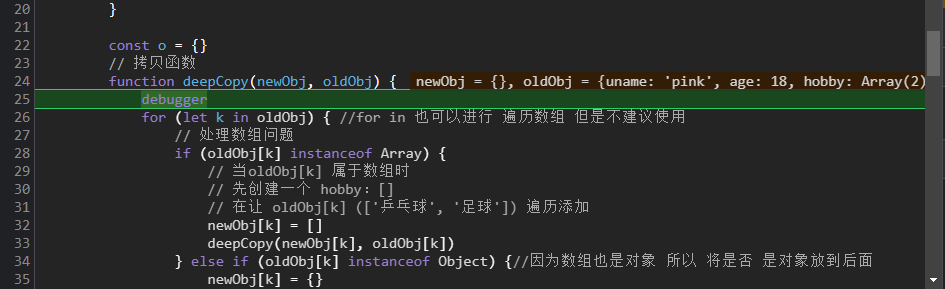 20 }
21
22 const o = {}
23 // 拷贝函数
24 function deepCopy(newObj, oldObj) { newObj = {}, oldObj = {uname: 'pink', age: 18, hobby: Array(2)
25 debugger
26 for (let k in oldObj) { //for in 也可以进行 遍历数组 但是不建议使用
27 // 处理数组问题
28 if (oldObj[k] instanceof Array) {
29 // 当oldObj[k] 属于数组时
30 // 先创建一个 hobby：[]
31 // 在让 oldObj[k] (['乒乓球', '足球']) 遍历添加
32 newObj[k] = []
33 deepCopy(newObj[k], oldObj[k])
34 } else if (oldObj[k] instanceof Object) {//因为数组也是对象 所以 将是否 是对象放到后面
35 newObj[k] = {}